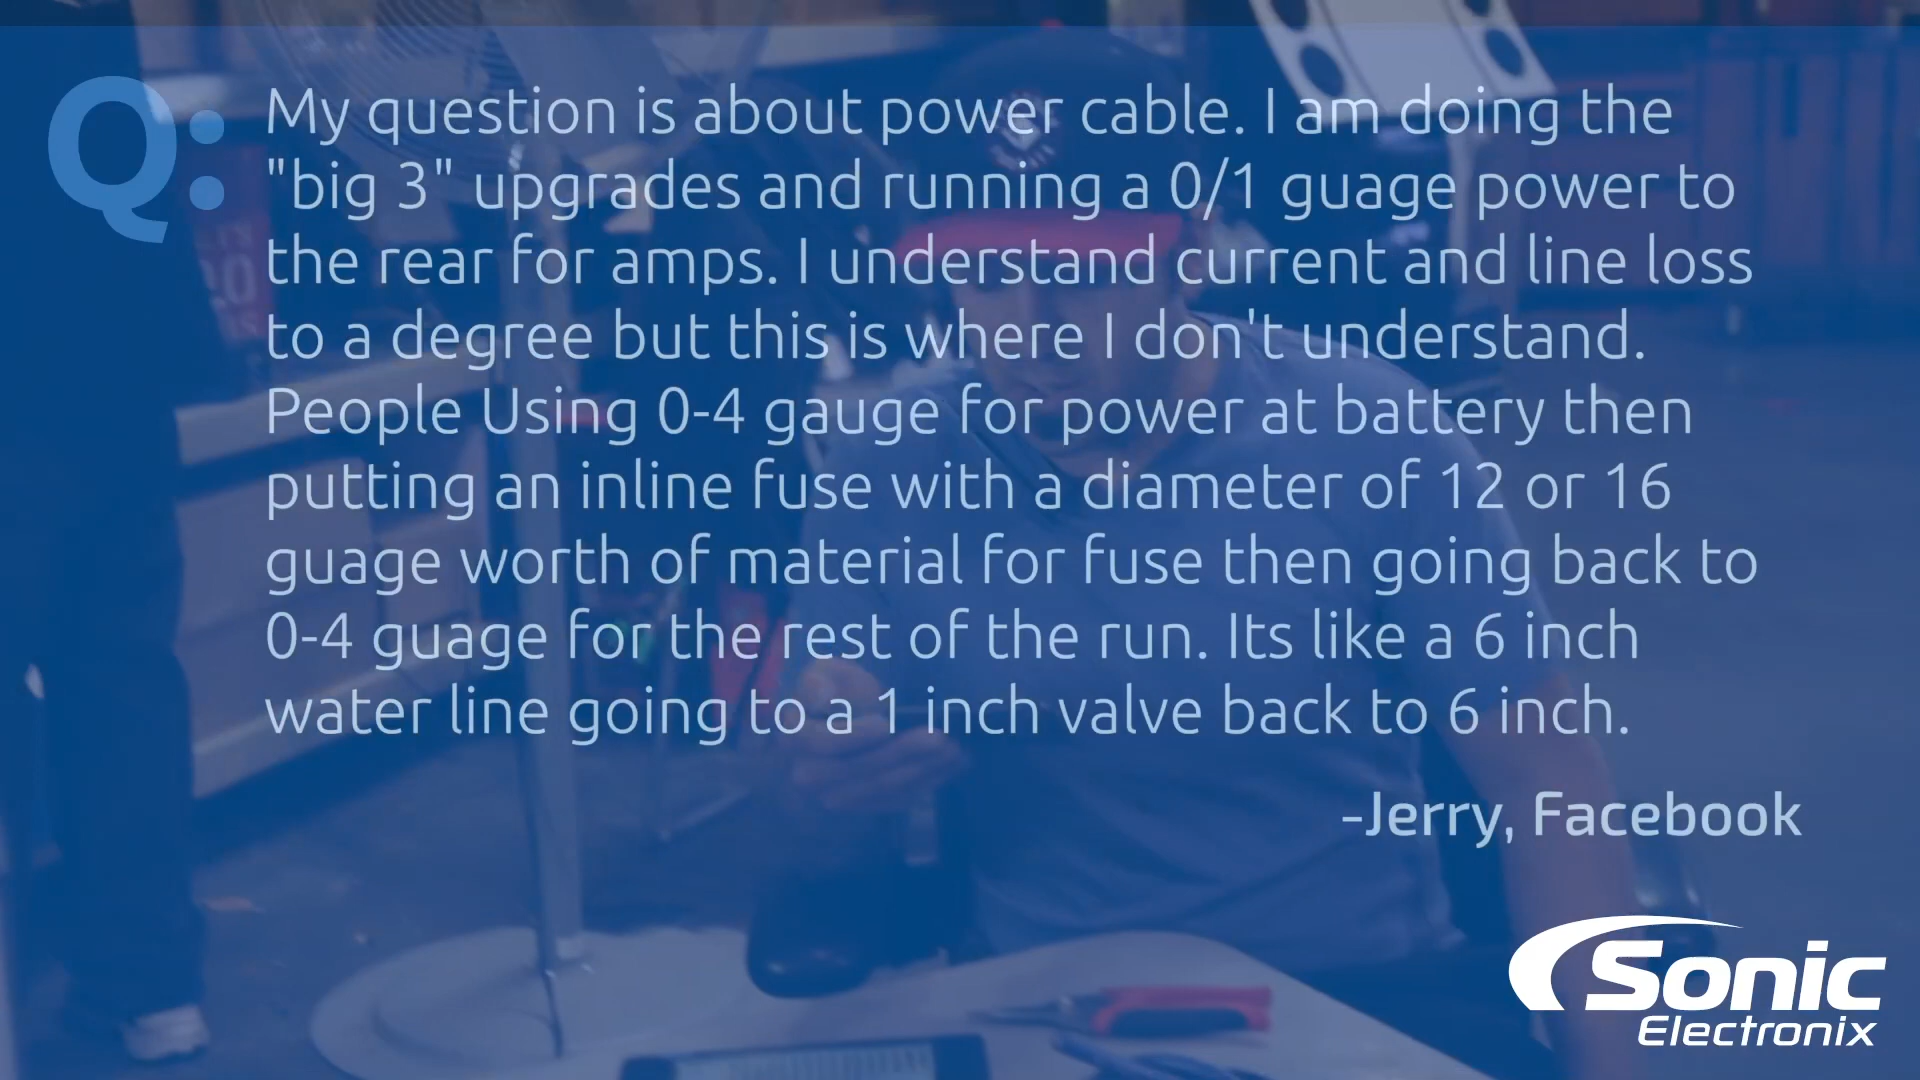 Q: My question is about power cable. I am doing the
"big 3" upgrades and running a 0/1 guage power to
the rear for amps. I understand current and line loss
to a degree but this is where I don't understand.
People Using 0-4 gauge for power at battery then
putting an inline fuse with a diameter of 12 or 16
guage worth of material for fuse then going back to
0-4 guage for the rest of the run. Its like a 6 inch
water line going to a 1 inch valve back to 6 inch.
-Jerry, Facebook
Sonic
Electronix